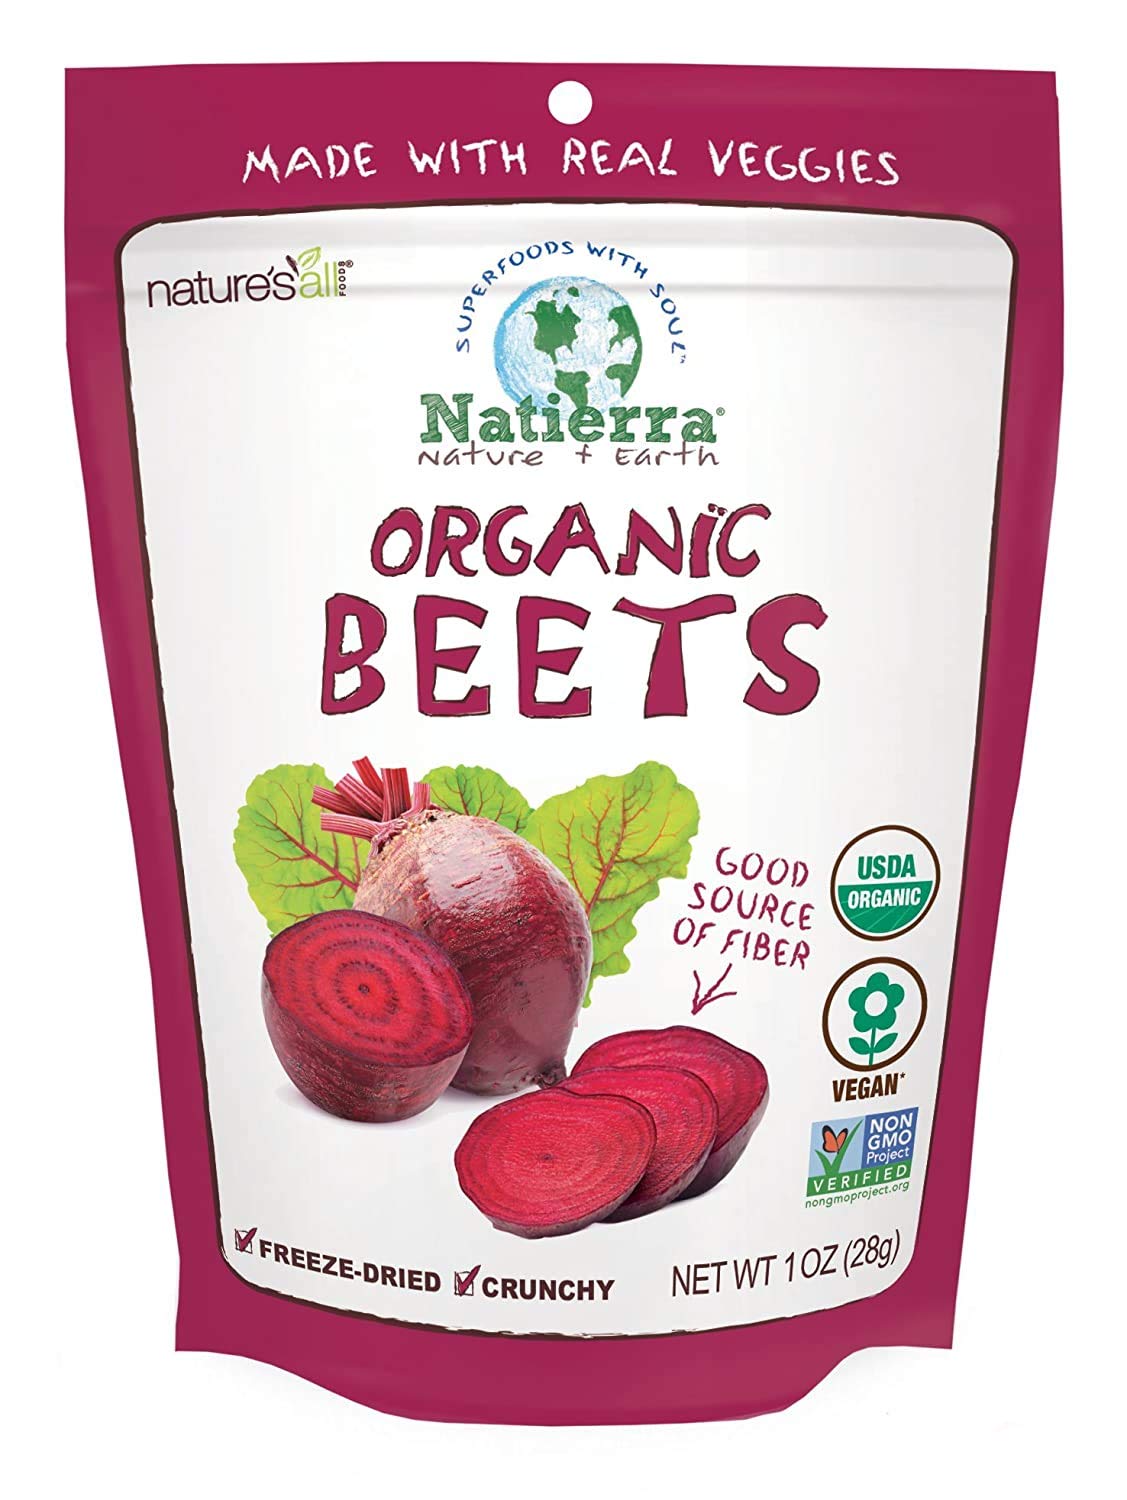 MADE WITH REAL VEGGIES
nature's all FOODS®
SUPERFOODS WITH SOUL™
Natierra®
Nature + Earth
ORGANIC
BEETS
GOOD
SOURCE
OF FIBER
USDA
ORGANIC
VEGAN*
NON
GMO
Project
VERIFIED
nongmoproject.org
FREEZE-DRIED CRUNCHY
NET WT 1 OZ (28g)